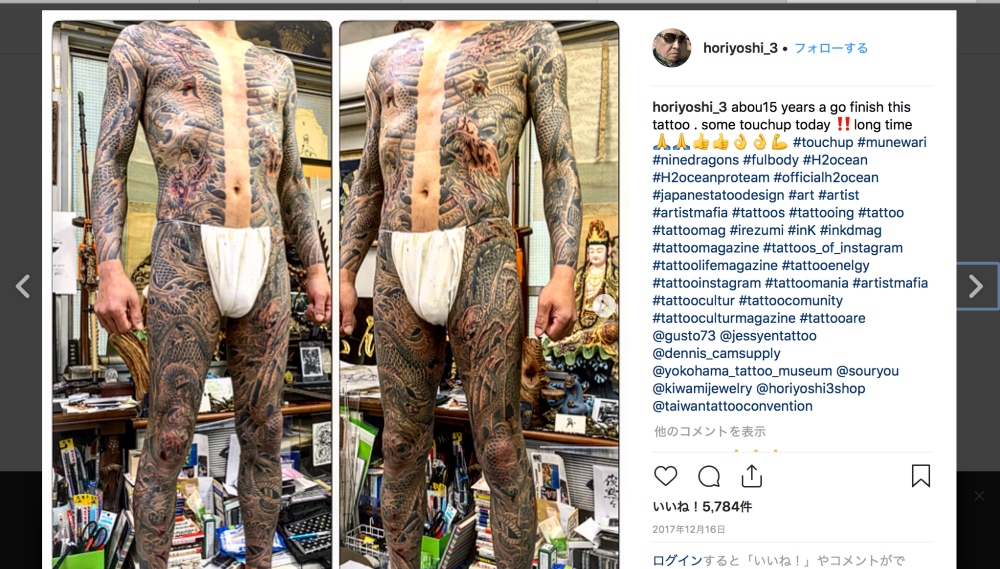 horiyoshi_3 • フォローする
horiyoshi_3 abou15 years a go finish this
tattoo . some touchup today ‼️long time
🙏🙏👍👍👌👌💪 #touchup #munewari
#ninedragons #fulbody #H2ocean
#H2oceanproteam #officialh2ocean
#japanestatoodesign #art #artist
#artistmafia #tattoos #tattooing #tattoo
#tattoomag #irezumi #inK #inkdmag
#tattoomagazine #tattoos_of_instagram
#tattoolifemagazine #tattooenelgy
#tattooinstagram #tattoomania #artistmafia
#tattoocultur #tattoocomunity
#tattooculturmagazine #tattooare
@gusto73 @jessyentattoo
@dennis_camsupply
@yokohama_tattoo_museum @souryou
@kiwamijewelry @horiyoshi3shop
@taiwantattooconvention
他のコメントを表示
いいね！5,784件
2017年12月16日
ログインすると「いいね！」やコメントがで